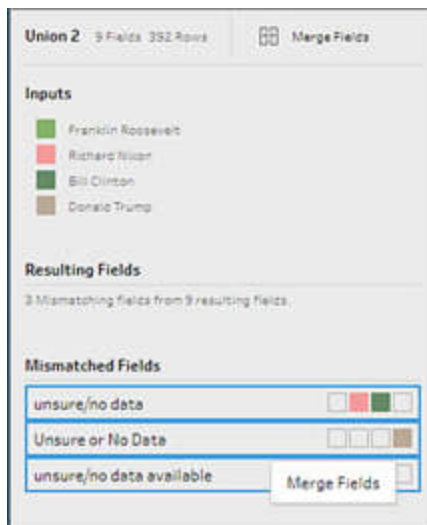 Union 2 9 Fields 392 Rows Merge Fields
Inputs
Franklin Roosevelt
Richard Nixon
Bill Clinton
Donald Trump
Resulting Fields
3 Mismatching fields from 9 resulting fields.
Mismatched Fields
unsure/no data
Unsure or No Data
unsure/no data available
Merge Fields